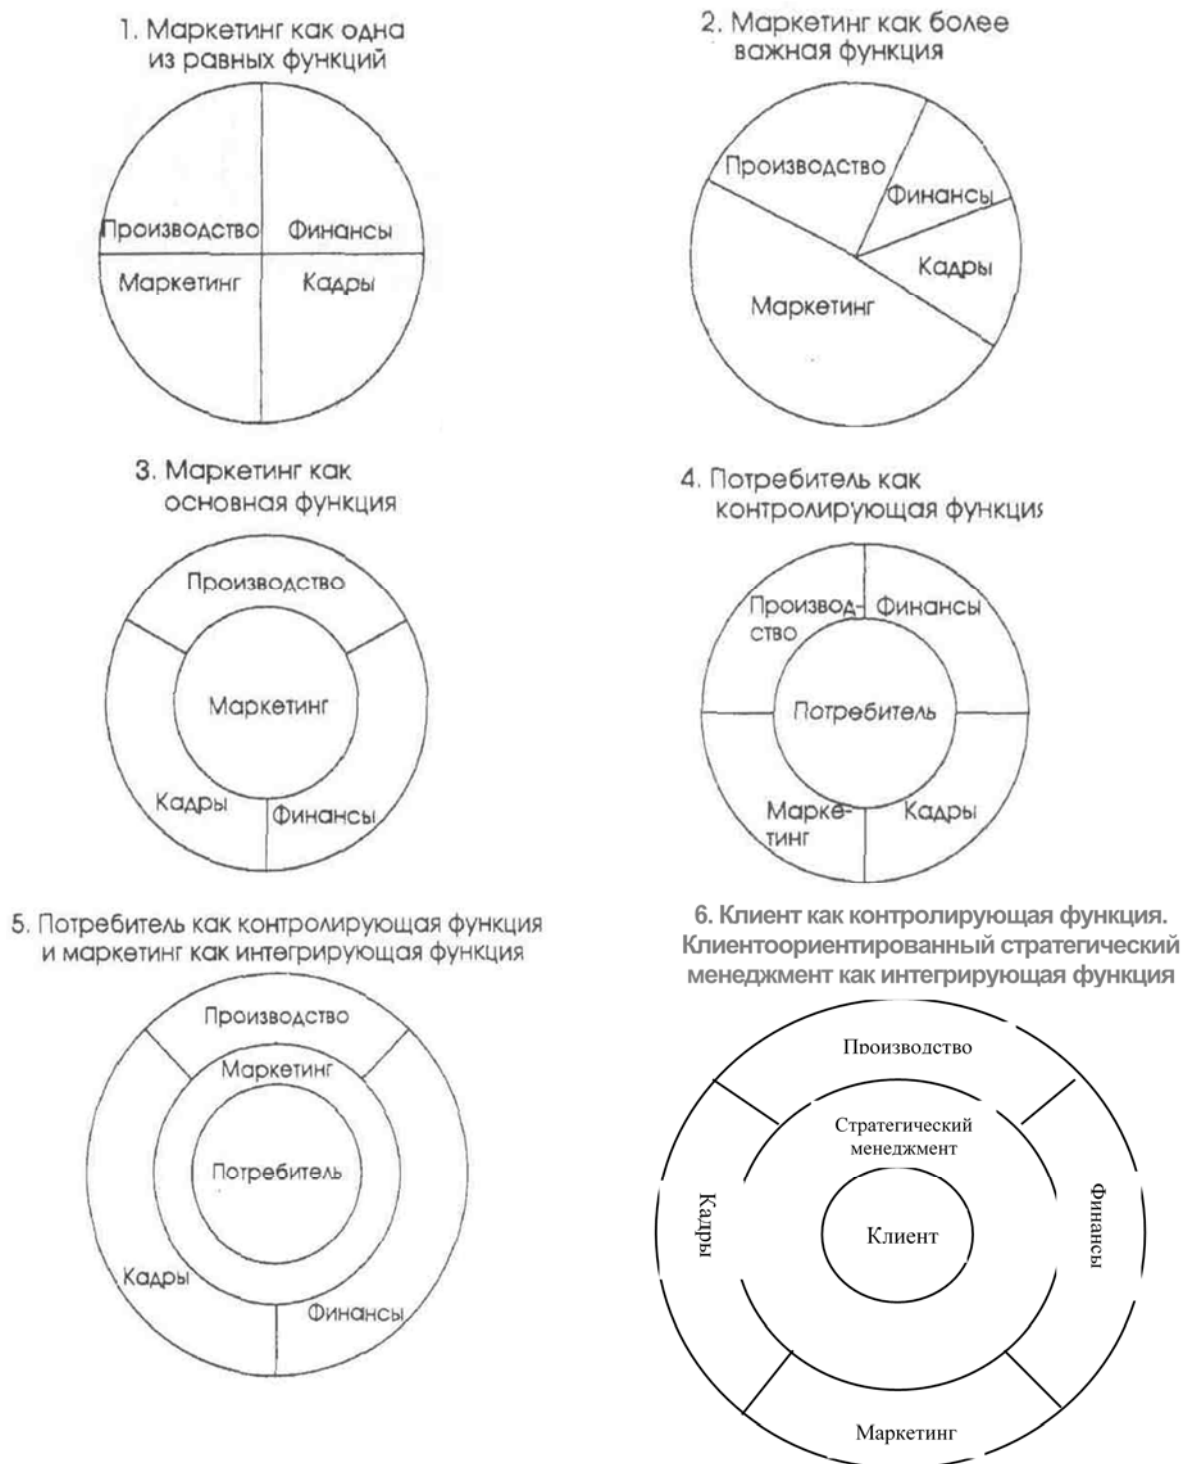 1. Маркетинг как одна
из равных функций
Производство
Финансы
Маркетинг
Кадры
2. Маркетинг как более
важная функция
Производство
Финансы
Кадры
Маркетинг
3. Маркетинг как
основная функция
Производство
Маркетинг
Кадры
Финансы
4. Потребитель как
контролирующая функция
Производ-
ство
Финансы
Потребитель
Марке-
тинг
Кадры
5. Потребитель как контролирующая функция
и маркетинг как интегрирующая функция
Производство
Маркетинг
Потребитель
Кадры
Финансы
6. Клиент как контролирующая функция.
Клиентоориентированный стратегический
менеджмент как интегрирующая функция
Производство
Стратегический
менеджмент
Кадры
Клиент
Финансы
Маркетинг